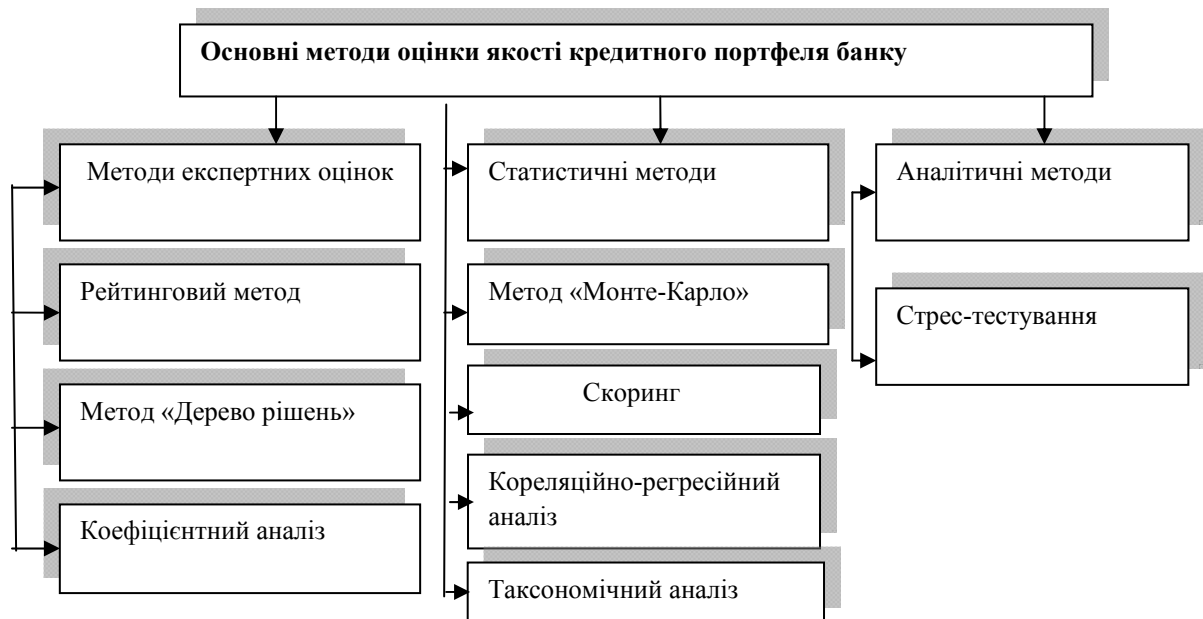 Основні методи оцінки якості кредитного портфеля банку
Методи експертних оцінок
Рейтинговий метод
Метод «Дерево рішень»
Коефіцієнтний аналіз
Статистичні методи
Метод «Монте-Карло»
Скоринг
Кореляційно-регресійний
аналіз
Таксономічний аналіз
Аналітичні методи
Стрес-тестування